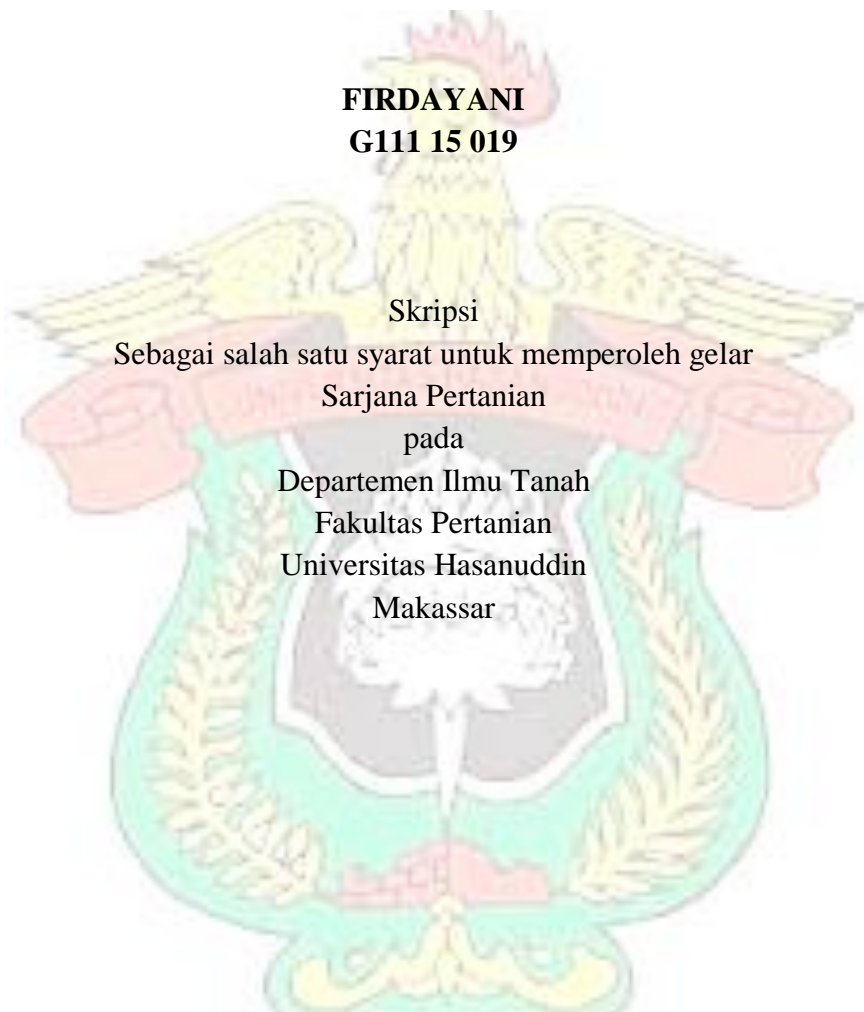 FIRDAYANI
G111 15 019
Skripsi
Sebagai salah satu syarat untuk memperoleh gelar
Sarjana Pertanian
pada
Departemen Ilmu Tanah
Fakultas Pertanian
Universitas Hasanuddin
Makassar